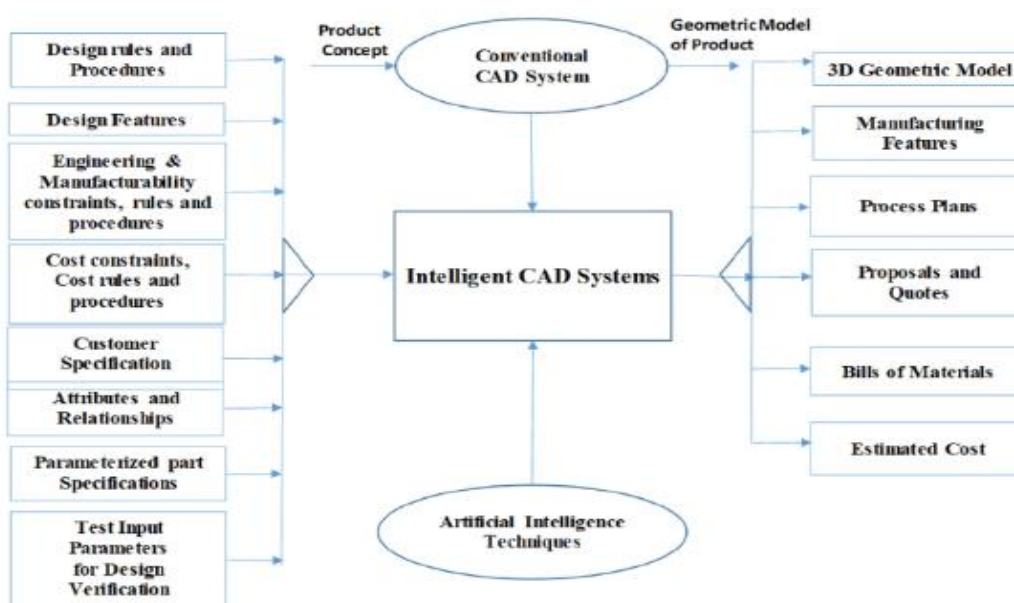 Design rules and
Procedures
Design Features
Engineering &
Manufacturability
constraints, rules and
procedures
Cost constraints,
Cost rules and
procedures
Customer
Specification
Attributes and
Relationships
Parameterized part
Specifications
Test Input
Parameters
for Design
Verification
Product
Concept
Conventional
CAD System
Geometric Model
of Product
Intelligent CAD Systems
Artificial Intelligence
Techniques
3D Geometric Model
Manufacturing
Features
Process Plans
Proposals and
Quotes
Bills of Materials
Estimated Cost